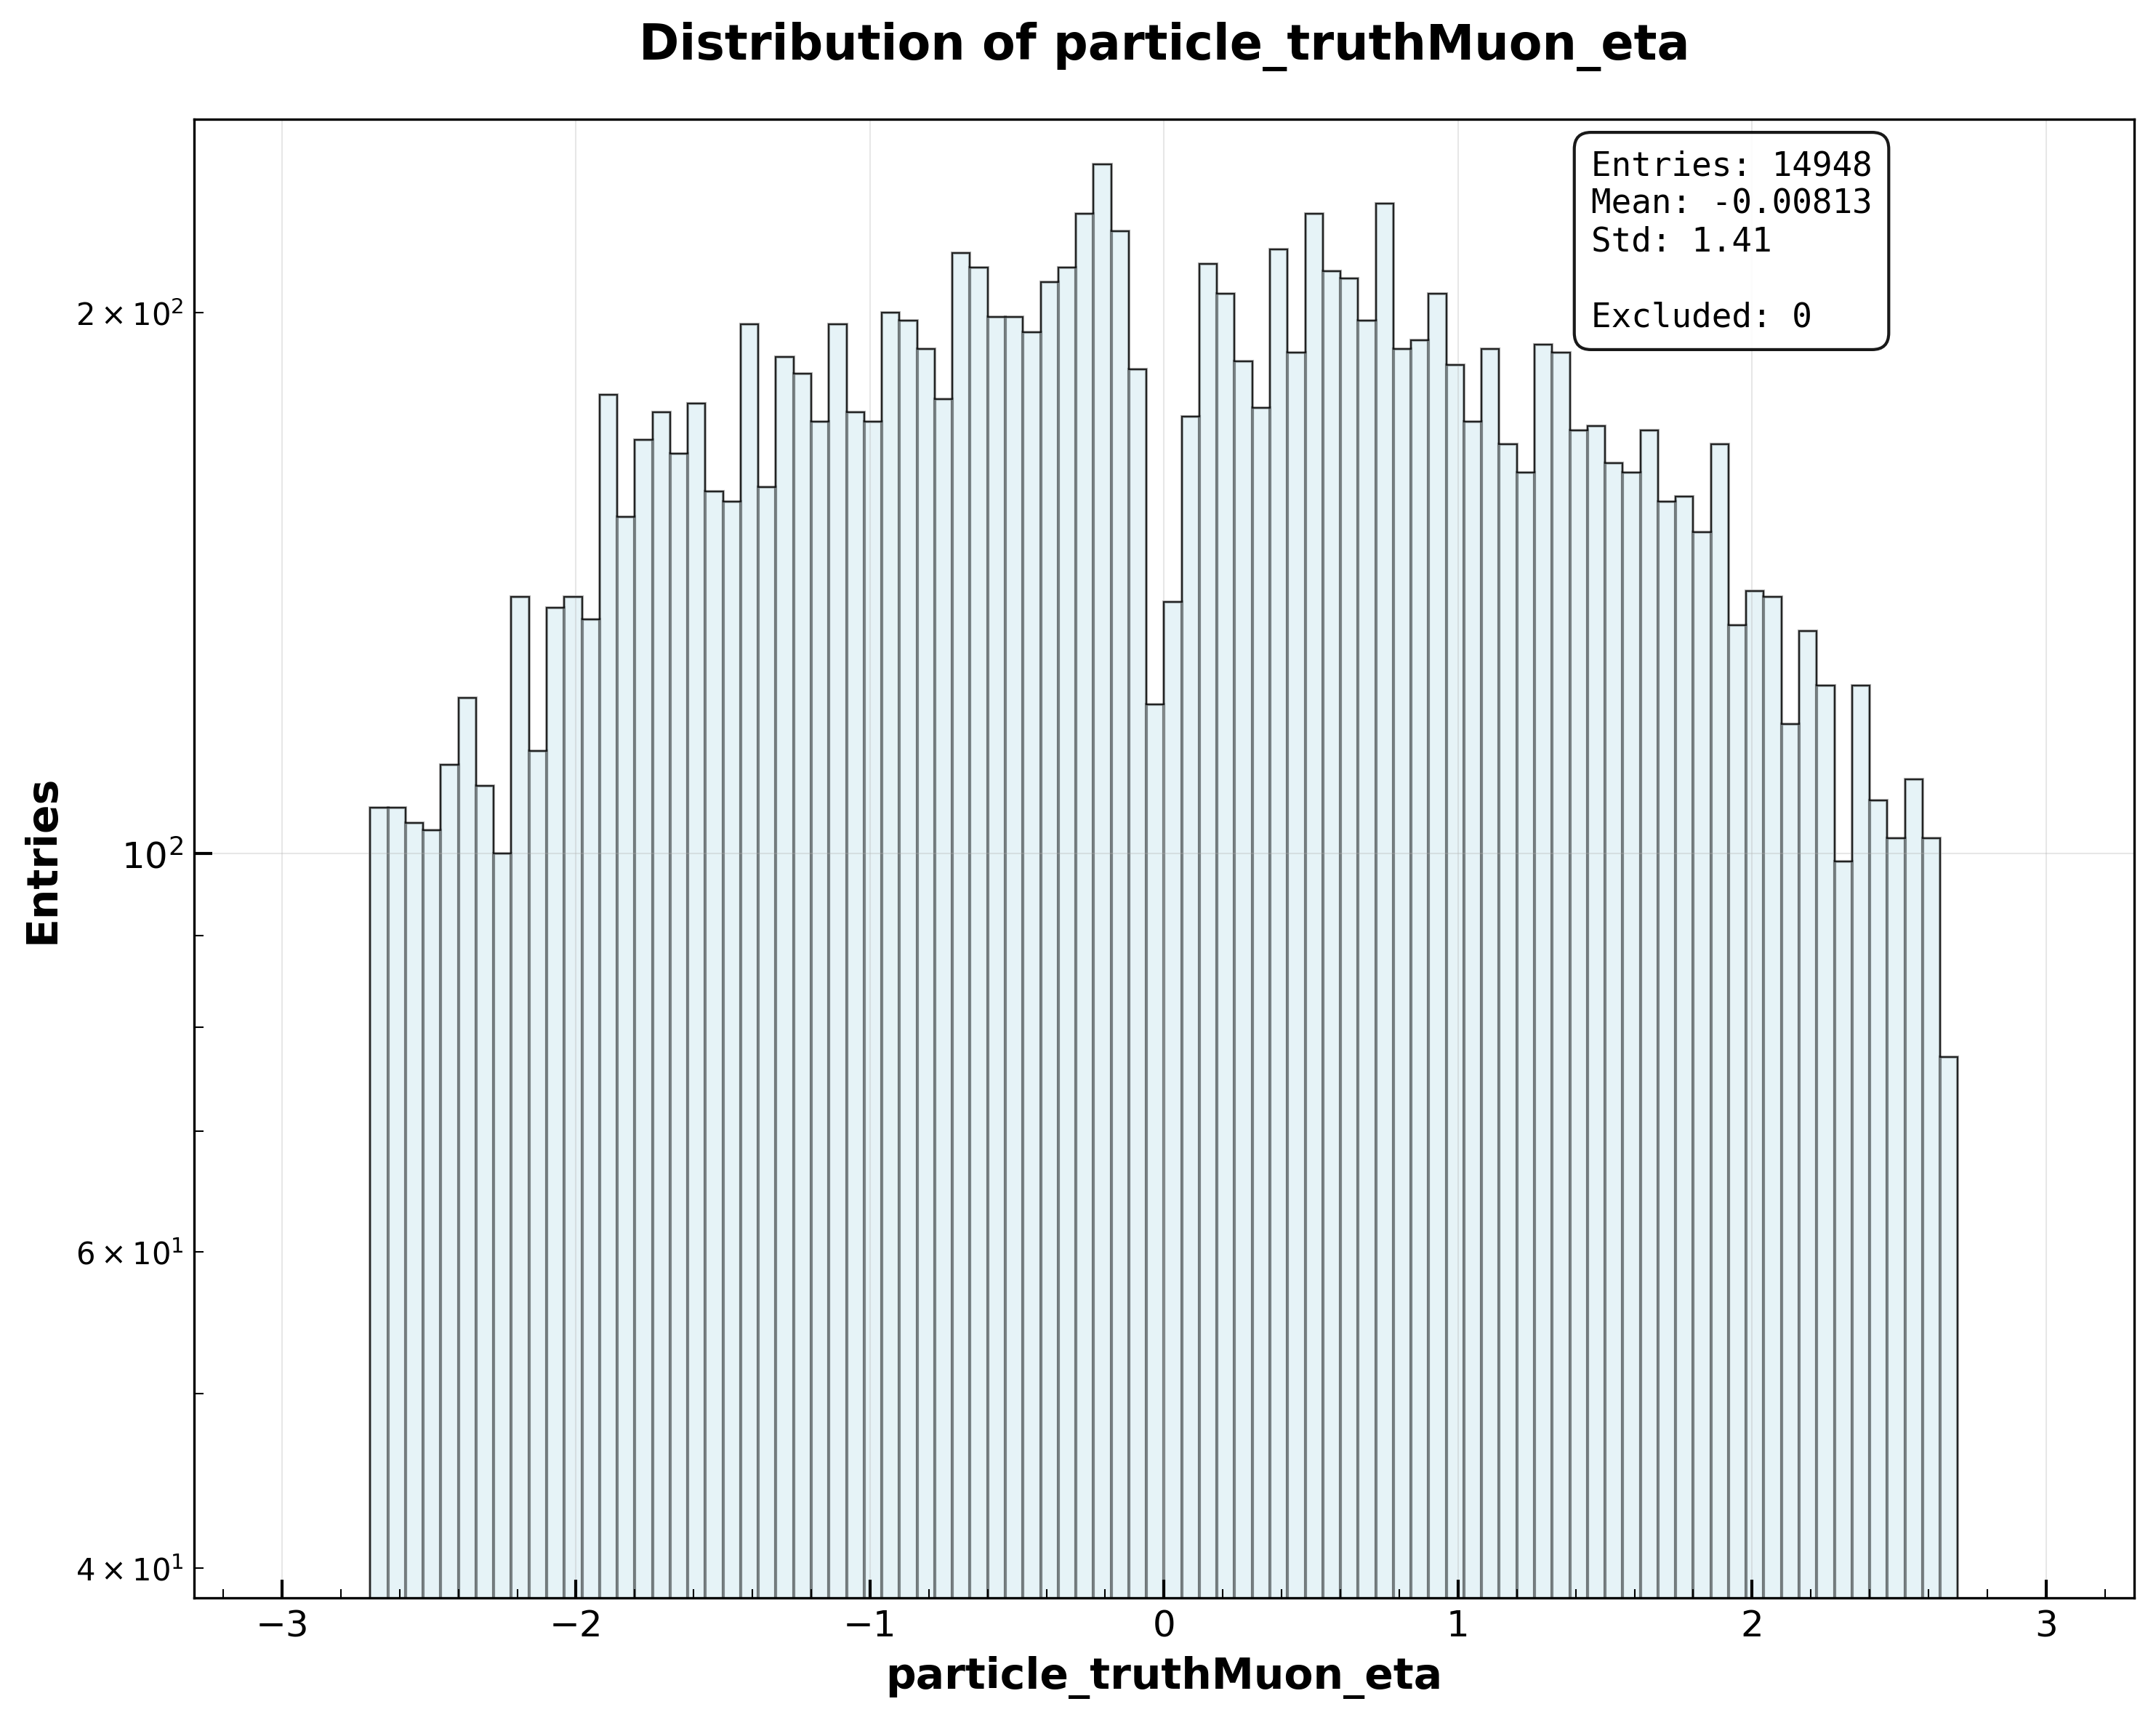 Distribution of particle_truthMuon_eta
Entries: 14948
Mean: -0.00813
Std: 1.41
Excluded: 0
Entries
2 × 10²
10²
6 × 10¹
4 × 10¹
−3 −2 −1 0 1 2 3
particle_truthMuon_eta